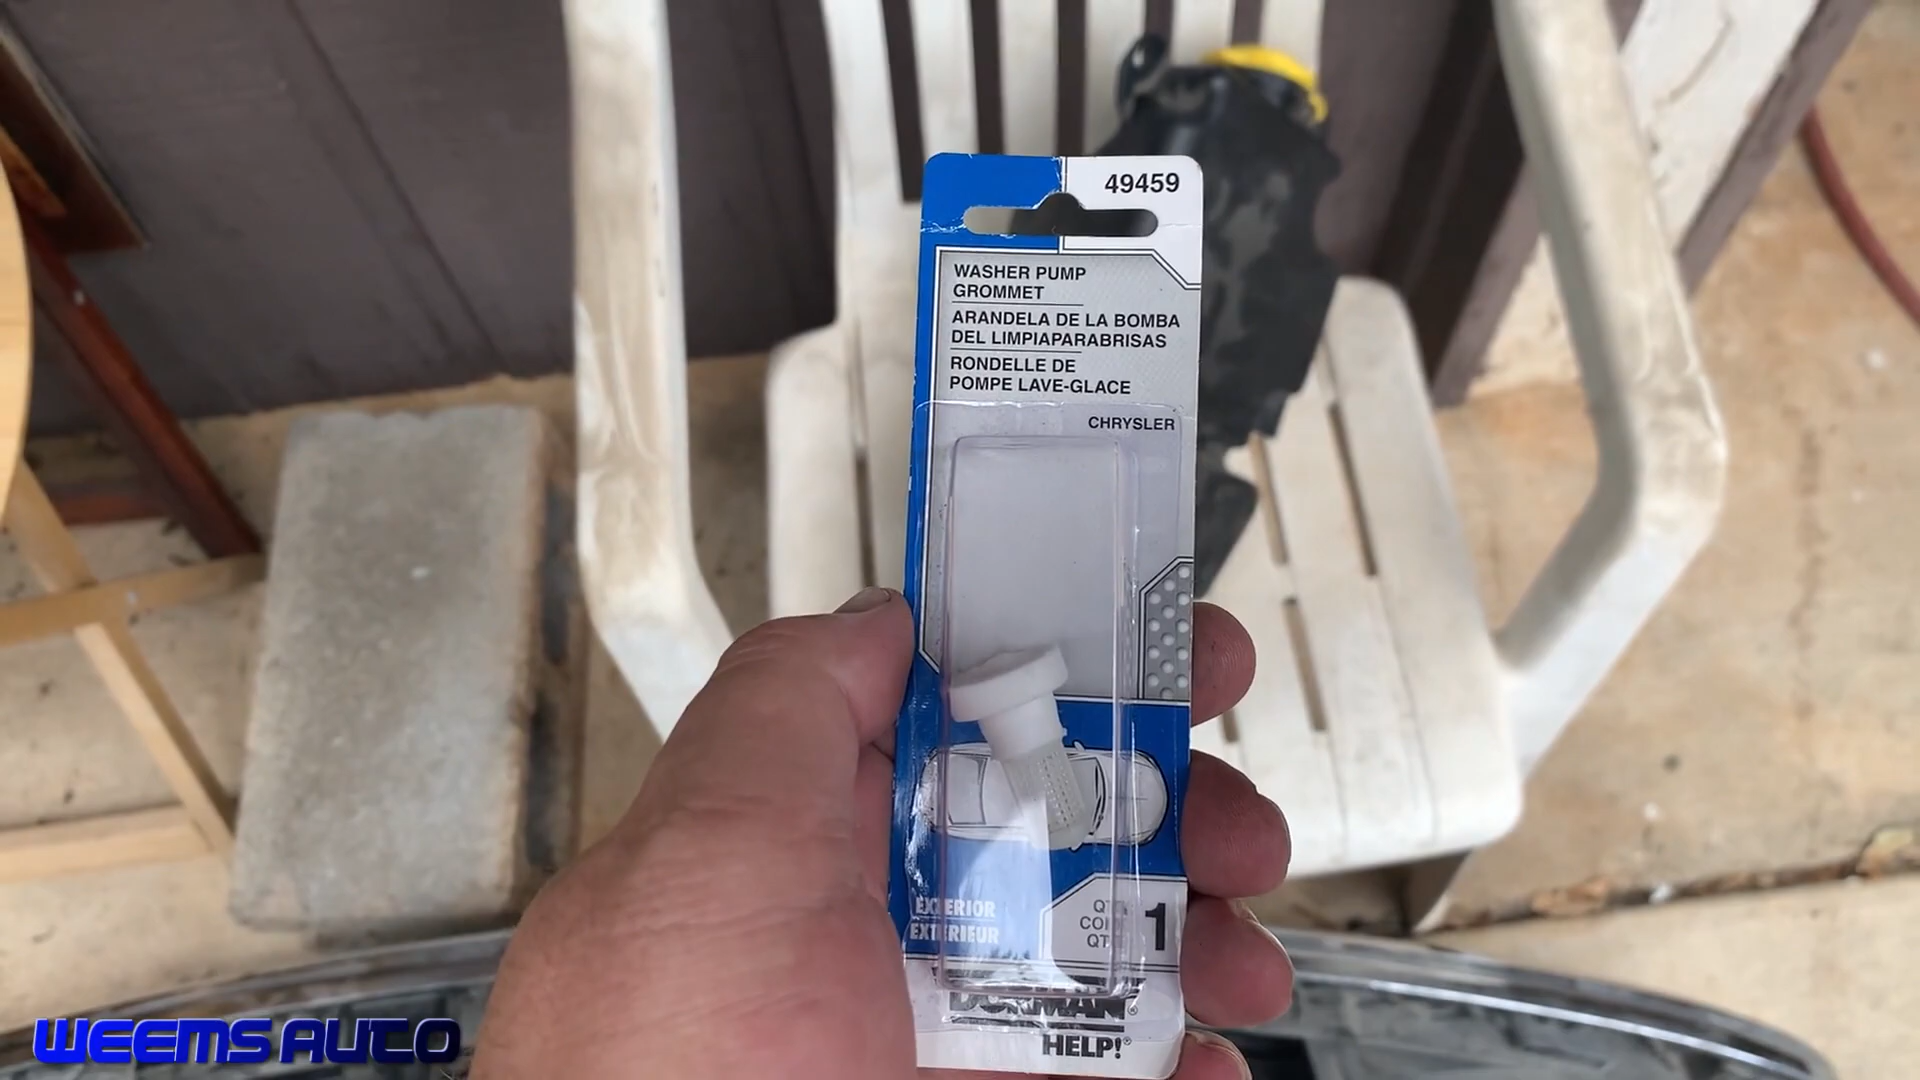 49459
WASHER PUMP
GROMMET
ARANDELA DE LA BOMBA
DEL LIMPIAPARABRISAS
RONDELLE DE
POMPE LAVE-GLACE
CHRYSLER
EXTERIOR
EXTÉRIEUR
1
DORMAN®
HELP!®
WEEMS AUTO